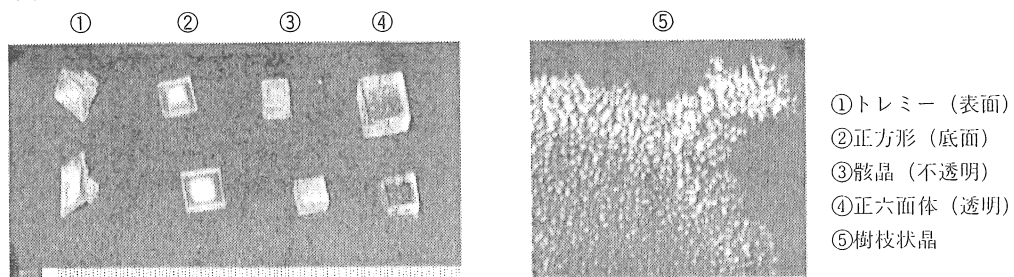 ① ② ③ ④ ⑤
①トレミー（表面）
②正方形（底面）
③骸晶（不透明）
④正六面体（透明）
⑤樹枝状晶